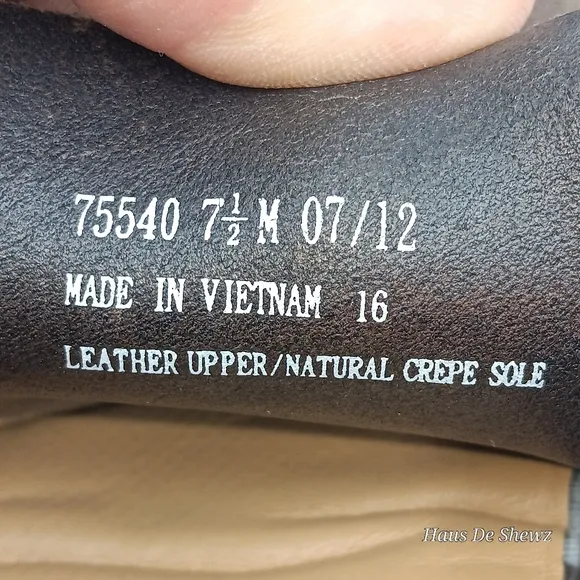 75540 7½ M 07/12
MADE IN VIETNAM 16
LEATHER UPPER/NATURAL CREPE SOLE
Haus De Shewz